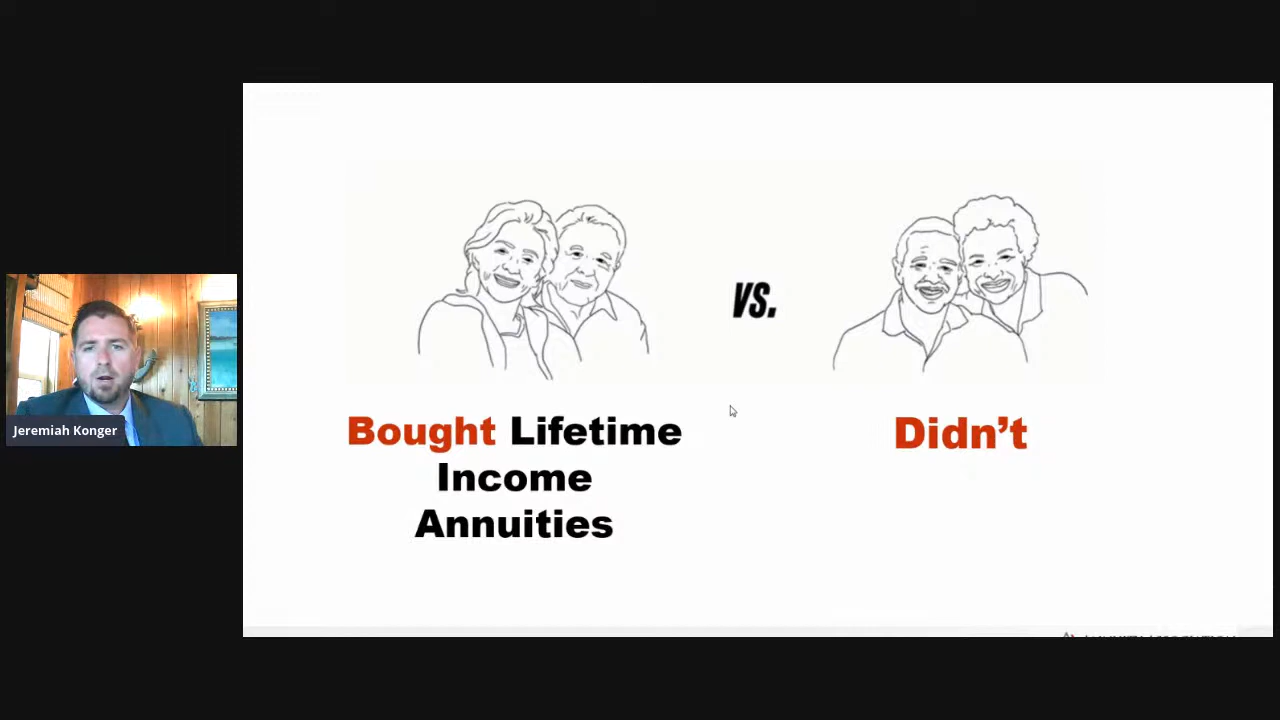 Jeremiah Konger
VS.
Bought Lifetime
Income
Annuities
Didn't